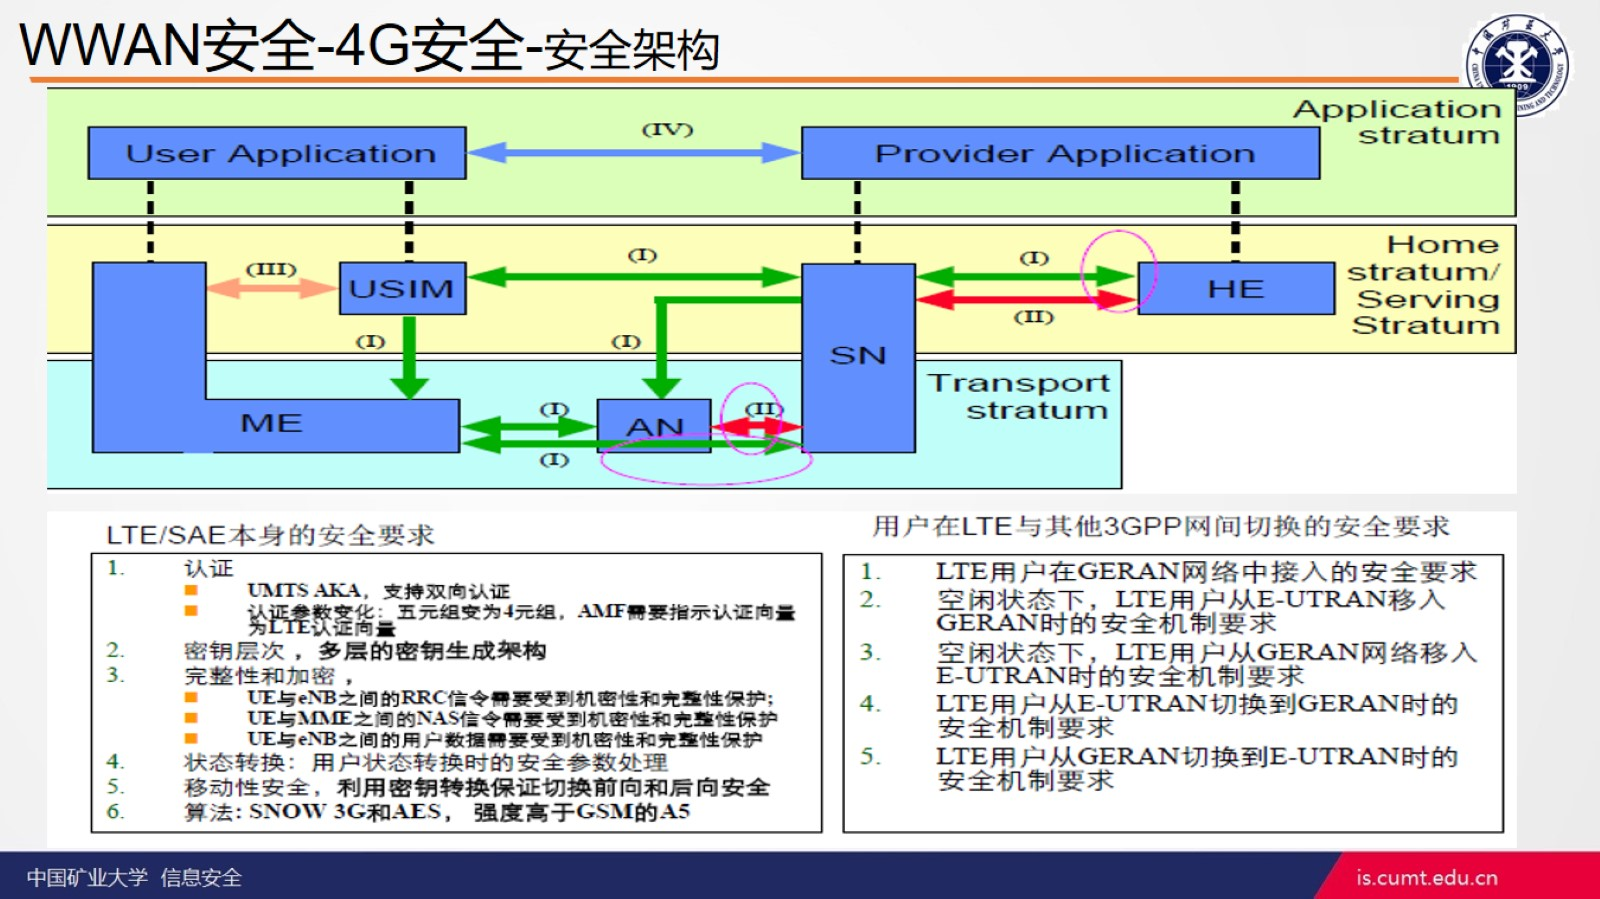 WWAN安全-4G安全-安全架构
Application
stratum
User Application
(IV)
Provider Application
Home
stratum/
Serving
Stratum
(III)
USIM
(I)
(I)
HE
(II)
(I)
(I)
SN
Transport
stratum
ME
(I)
AN
(II)
(I)
LTE/SAE本身的安全要求
1. 认证
UMTS AKA，支持双向认证
认证参数变化：五元组变为4元组，AMF需要指示认证向量
为LTE认证向量
2. 密钥层次，多层的密钥生成架构
3. 完整性和加密，
UE与eNB之间的RRC信令需要受到机密性和完整性保护;
UE与MME之间的NAS信令需要受到机密性和完整性保护
UE与eNB之间的用户数据需要受到机密性和完整性保护
4. 状态转换：用户状态转换时的安全参数处理
5. 移动性安全，利用密钥转换保证切换前向和后向安全
6. 算法: SNOW 3G和AES，强度高于GSM的A5
用户在LTE与其他3GPP网间切换的安全要求
1. LTE用户在GERAN网络中接入的安全要求
2. 空闲状态下，LTE用户从E-UTRAN移入
GERAN时的安全机制要求
3. 空闲状态下，LTE用户从GERAN网络移入
E-UTRAN时的安全机制要求
4. LTE用户从E-UTRAN切换到GERAN时的
安全机制要求
5. LTE用户从GERAN切换到E-UTRAN时的
安全机制要求
中国矿业大学 信息安全
is.cumt.edu.cn
1909